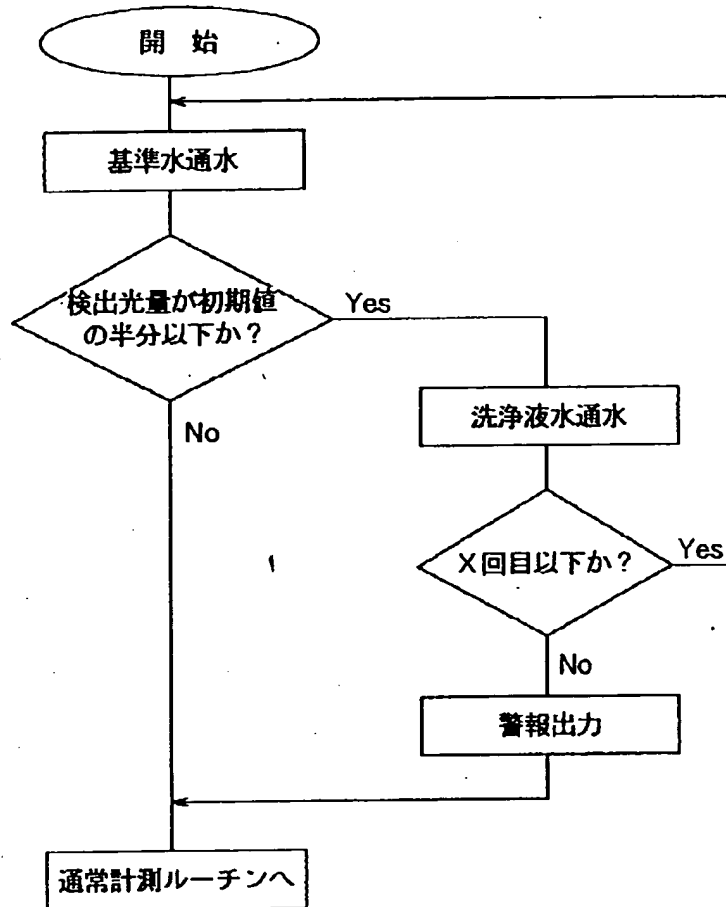 開 始
基準水通水
検出光量が初期値
の半分以下か?
Yes
No
洗浄液水通水
X回目以下か?
Yes
No
警報出力
通常計測ルーチンへ